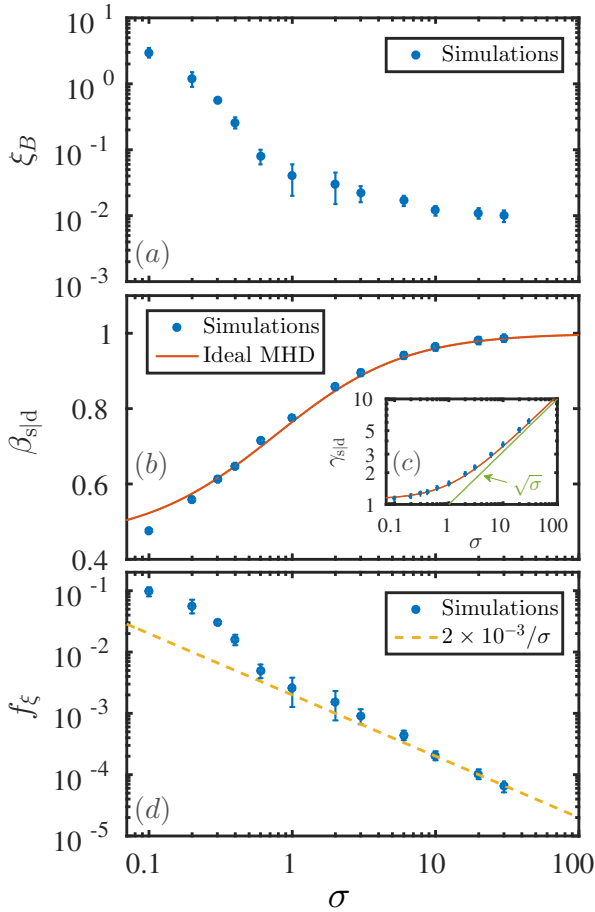 10^1
Simulations
10^0
ξ_B
10^-1
10^-2
(a)
10^-3
Simulations
1
Ideal MHD
0.8
β_s|d
10
5
γ_s|d
(c)
3
2
√σ
1
0.1 1 10 100
σ
0.6
(b)
0.4
10^-1
Simulations
2 × 10^-3/σ
10^-2
f_ξ
10^-3
10^-4
(d)
10^-5
0.1 1 10 100
σ